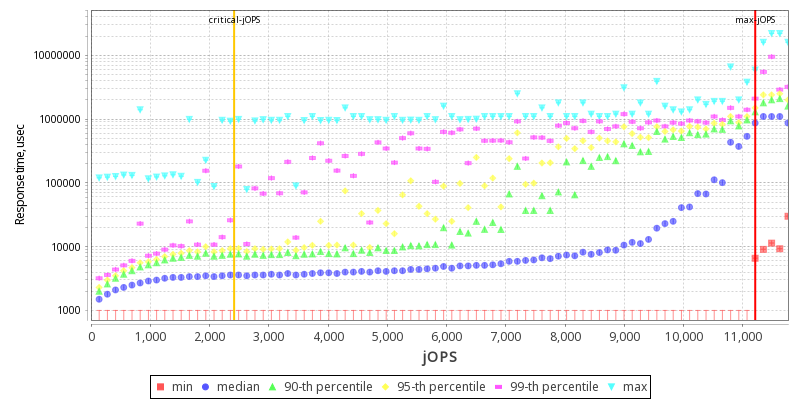 critical-jOPS
max-jOPS
Response time, usec
10000000
1000000
100000
10000
1000
0
1,000
2,000
3,000
4,000
5,000
6,000
7,000
8,000
9,000
10,000
11,000
jOPS
min
median
90-th percentile
95-th percentile
99-th percentile
max